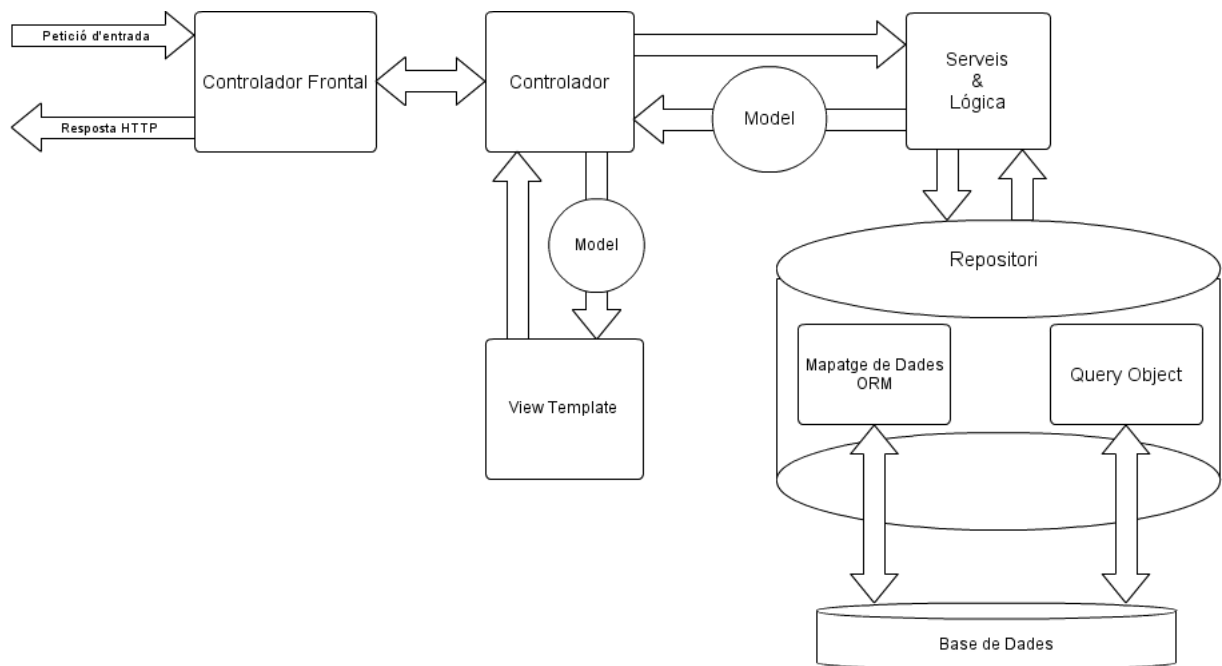 Petició d'entrada
Controlador Frontal
Controlador
Serveis
&
Lógica
Resposta HTTP
Model
Model
Repositori
Mapatge de Dades
ORM
Query Object
View Template
Base de Dades